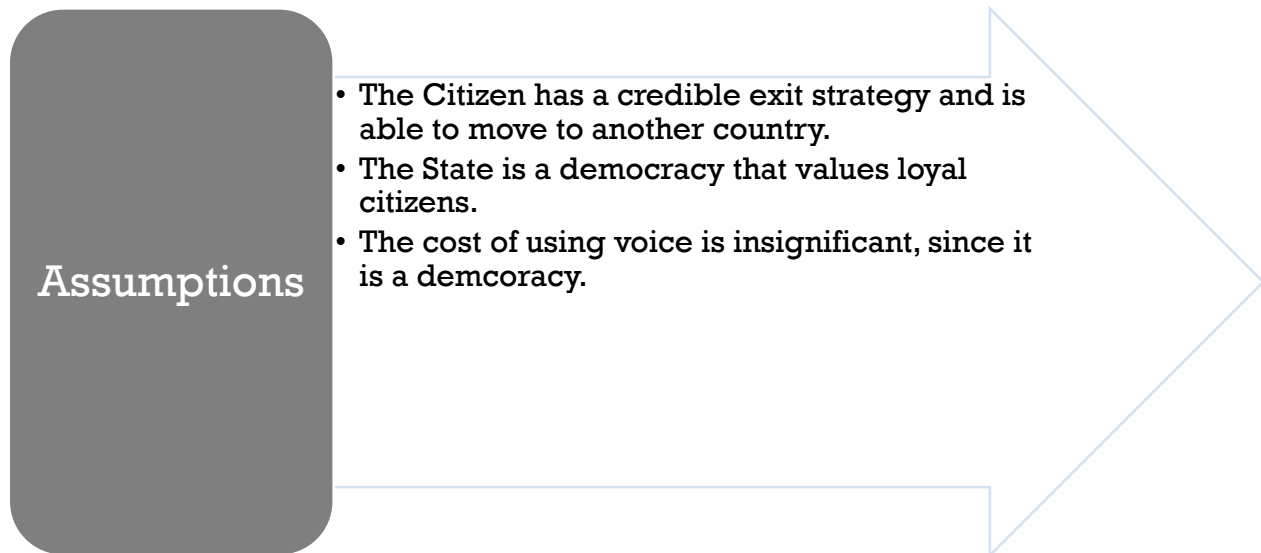 Assumptions
• The Citizen has a credible exit strategy and is
able to move to another country.
• The State is a democracy that values loyal
citizens.
• The cost of using voice is insignificant, since it
is a demcoracy.